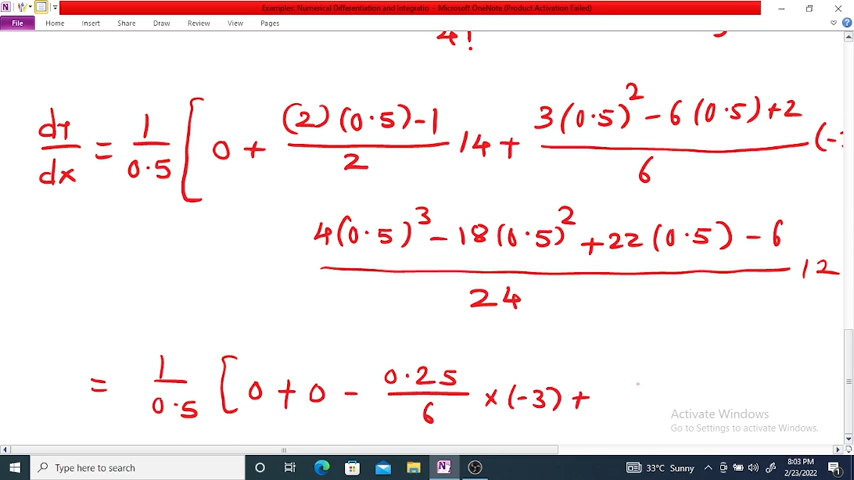 Examples: Numerical Differentiation and Integratio - Microsoft OneNote (Product Activation Failed)
File Home Insert Share Draw Review View Pages
4!
dy/dx = 1/0.5 [ 0 + ((2)(0.5)-1)/2 14 + (3(0.5)^2 - 6(0.5)+2)/6 (-
(4(0.5)^3 - 18(0.5)^2 + 22(0.5) - 6)/24 12
= 1/0.5 [ 0 + 0 - 0.25/6 × (-3) +
Activate Windows
Go to Settings to activate Windows.
Type here to search
33°C Sunny
8:03 PM
2/23/2022